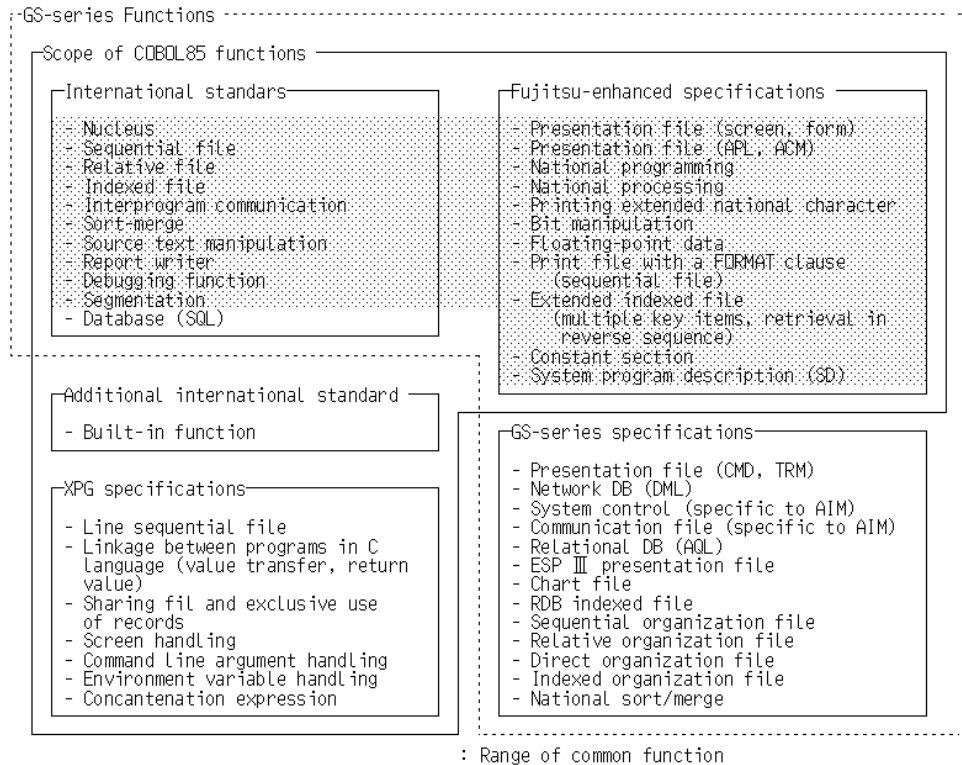 GS-series Functions
Scope of COBOL85 functions
International standars
- Nucleus
- Sequential file
- Relative file
- Indexed file
- Interprogram communication
- Sort-merge
- Source text manipulation
- Report writer
- Debugging function
- Segmentation
- Database (SQL)
Fujitsu-enhanced specifications
- Presentation file (screen, form)
- Presentation file (APL, ACM)
- National programming
- National processing
- Printing extended national character
- Bit manipulation
- Floating-point data
- Print file with a FORMAT clause
(sequential file)
- Extended indexed file
(multiple key items, retrieval in
reverse sequence)
- Constant section
- System program description (SD)
Additional international standard
- Built-in function
XPG specifications
- Line sequential file
- Linkage between programs in C
language (value transfer, return
value)
- Sharing fil and exclusive use
of records
- Screen handling
- Command line argument handling
- Environment variable handling
- Concantenation expression
GS-series specifications
- Presentation file (CMD, TRM)
- Network DB (DML)
- System control (specific to AIM)
- Communication file (specific to AIM)
- Relational DB (AQL)
- ESP Ⅲ presentation file
- Chart file
- RDB indexed file
- Sequential organization file
- Relative organization file
- Direct organization file
- Indexed organization file
- National sort/merge
: Range of common function